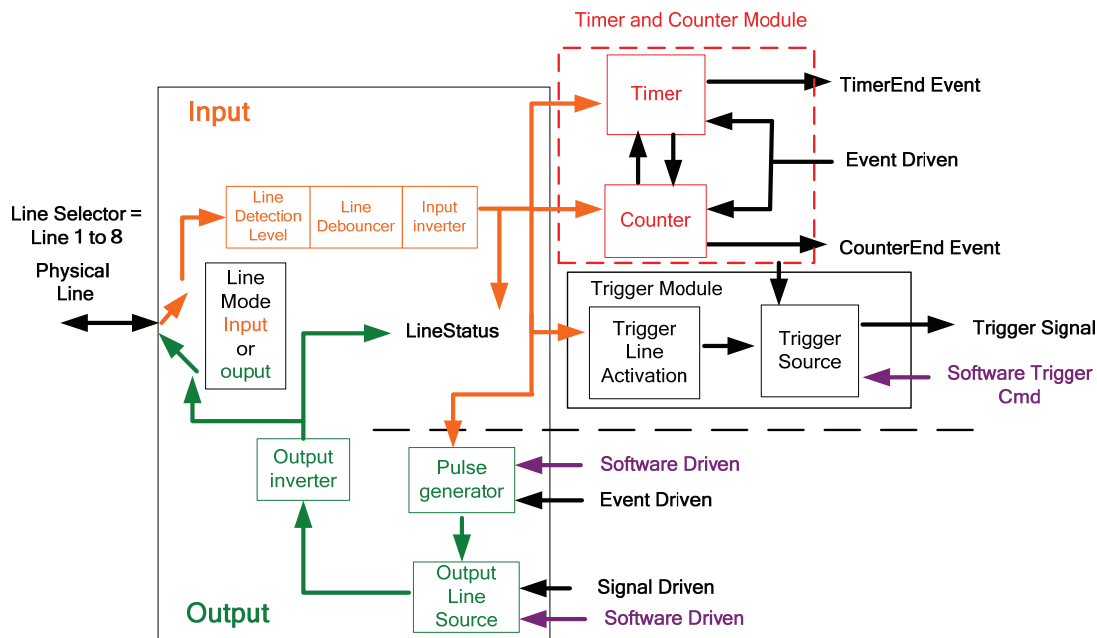 Timer and Counter Module
Timer
TimerEnd Event
Input
Event Driven
Line
Detection
Level
Line
Debouncer
Input
inverter
Counter
Line Selector =
Line 1 to 8
CounterEnd Event
Physical
Line
Line
Mode
Input
or
ouput
LineStatus
Trigger Module
Trigger
Line
Activation
Trigger
Source
Trigger Signal
Software Trigger
Cmd
Output
inverter
Pulse
generator
Software Driven
Event Driven
Output
Line
Source
Signal Driven
Software Driven
Output